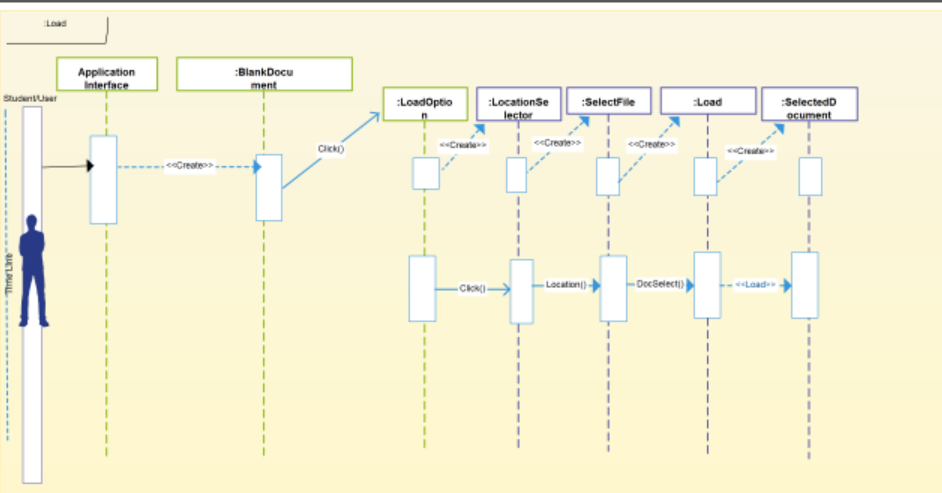 :Load
Application
Interface
:BlankDocu
ment
Student/User
:LoadOptio
n
:LocationSe
lector
:SelectFile
:Load
:SelectedD
ocument
Click()
<<Create>>
<<Create>>
<<Create>>
<<Create>>
<<Create>>
Time Line
Click()
Location()
DocSelect()
<<Load>>